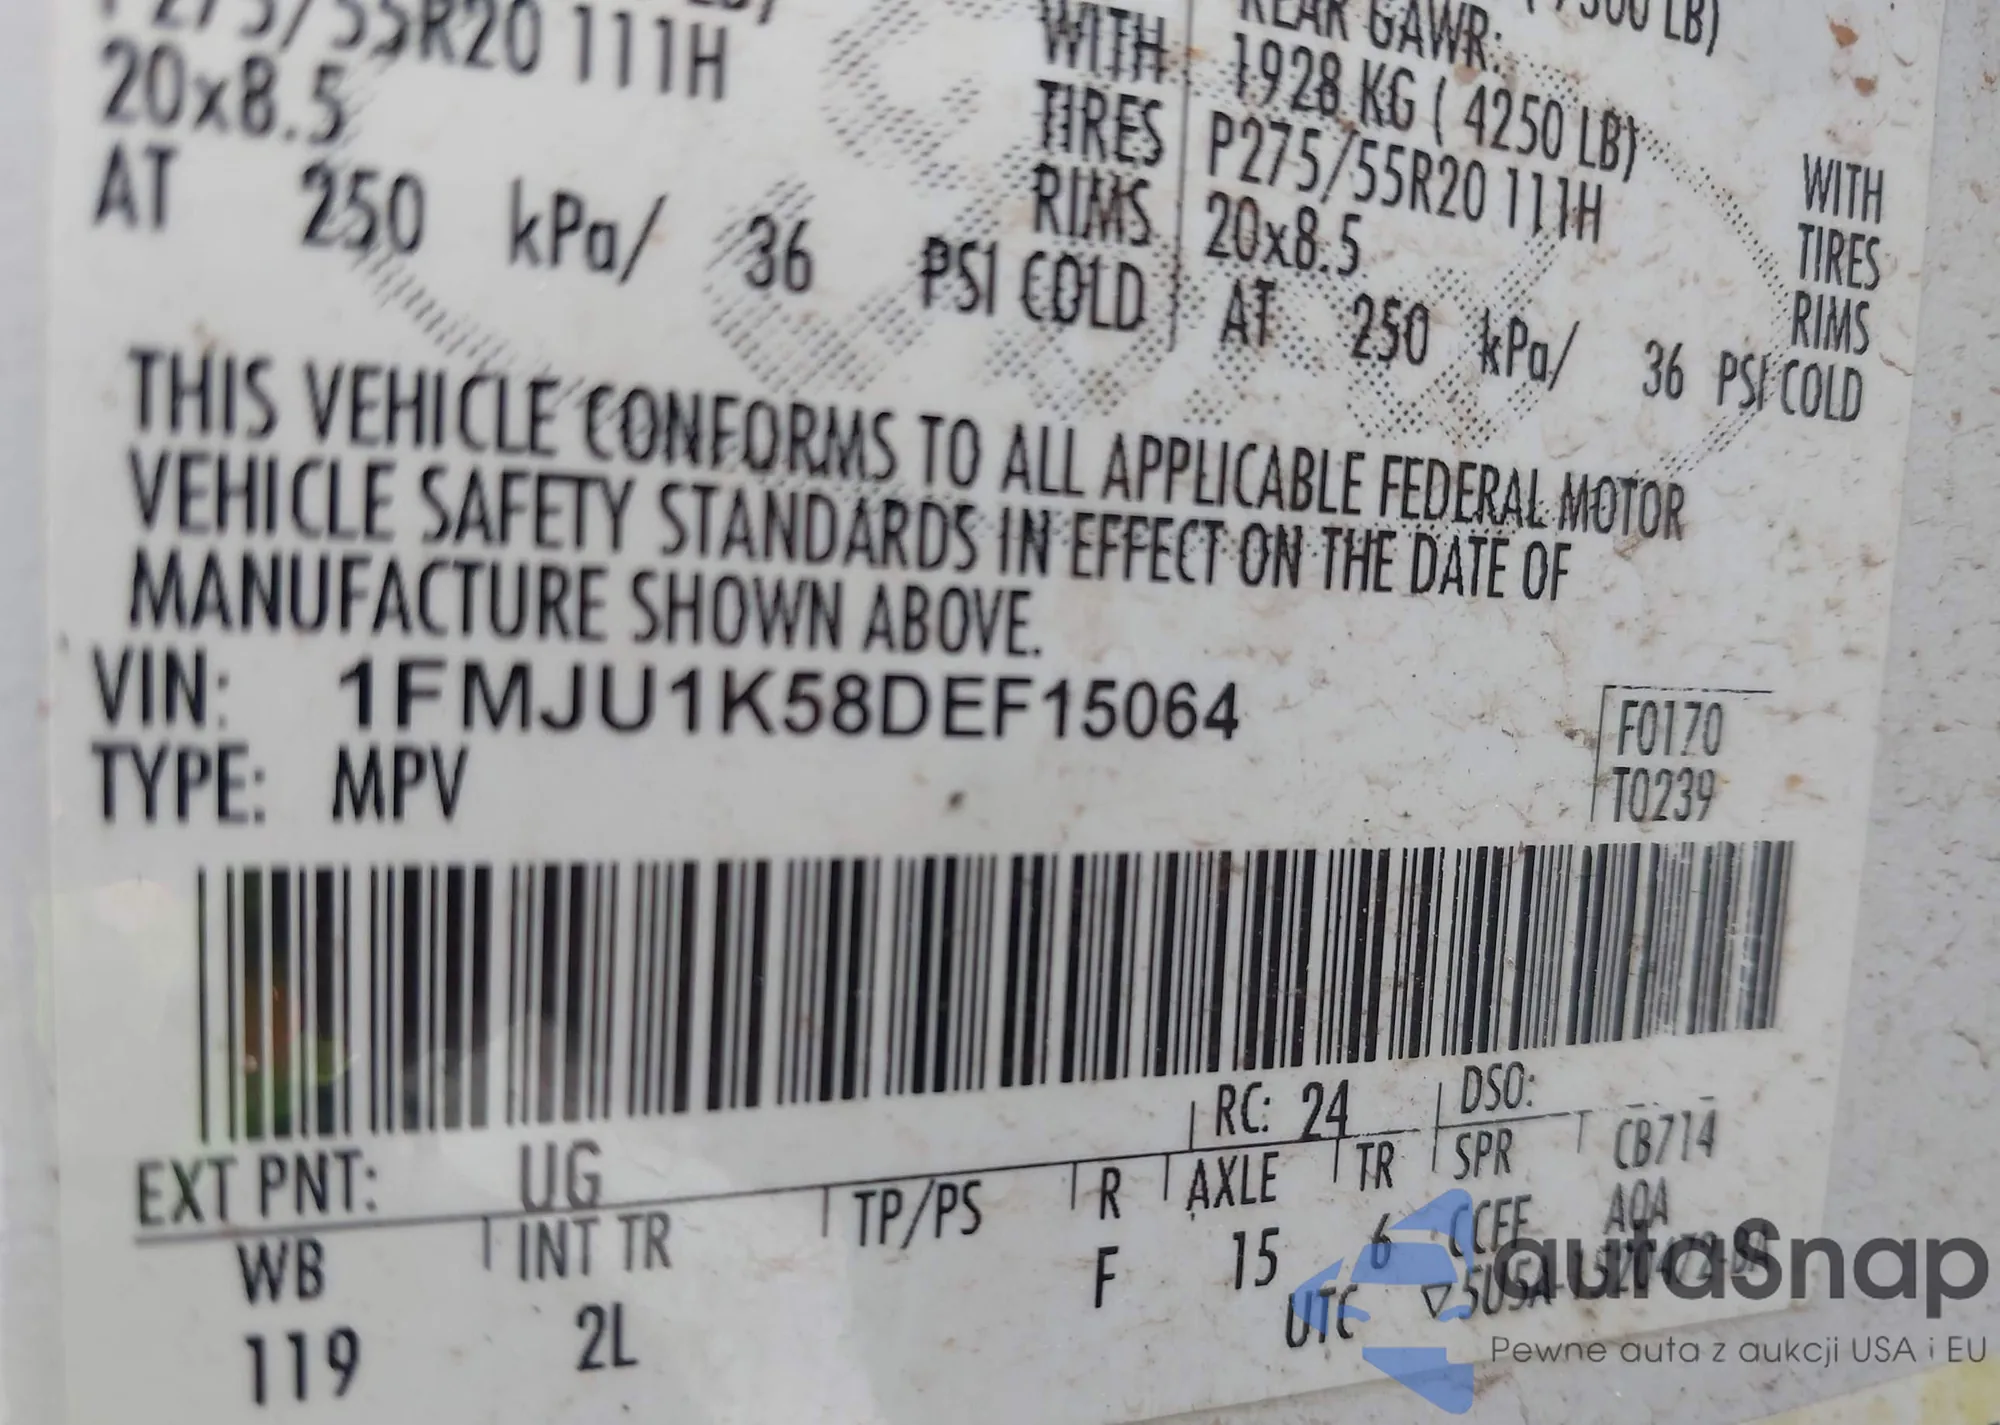 P275/55R20 111H
20x8.5
AT 250 kPa/ 36 PSI COLD
WITH
TIRES
RIMS
REAR GAWR:
1928 KG ( 4250 LB)
P275/55R20 111H
20x8.5
AT 250 kPa/ 36 PSI COLD
WITH
TIRES
RIMS
THIS VEHICLE CONFORMS TO ALL APPLICABLE FEDERAL MOTOR
VEHICLE SAFETY STANDARDS IN EFFECT ON THE DATE OF
MANUFACTURE SHOWN ABOVE.
VIN: 1FMJU1K58DEF15064
TYPE: MPV
F0170
T0239
RC: 24 DSO:
EXT PNT: UG
WB INT TR TP/PS R AXLE TR SPR CB714
119 2L F 15 6 CCFF AQA
UTC ▽5USA
autaSnap
Pewne auta z aukcji USA i EU